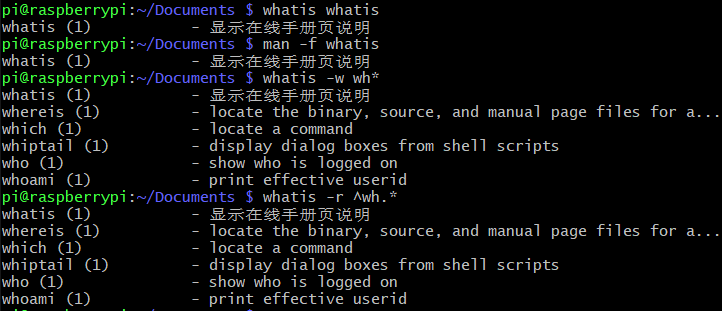 pi@raspberrypi:~/Documents $ whatis whatis
whatis (1)           - 显示在线手册页说明
pi@raspberrypi:~/Documents $ man -f whatis
whatis (1)           - 显示在线手册页说明
pi@raspberrypi:~/Documents $ whatis -w wh*
whatis (1)           - 显示在线手册页说明
whereis (1)          - locate the binary, source, and manual page files for a...
which (1)            - locate a command
whiptail (1)         - display dialog boxes from shell scripts
who (1)              - show who is logged on
whoami (1)           - print effective userid
pi@raspberrypi:~/Documents $ whatis -r ^wh.*
whatis (1)           - 显示在线手册页说明
whereis (1)          - locate the binary, source, and manual page files for a...
which (1)            - locate a command
whiptail (1)         - display dialog boxes from shell scripts
who (1)              - show who is logged on
whoami (1)           - print effective userid